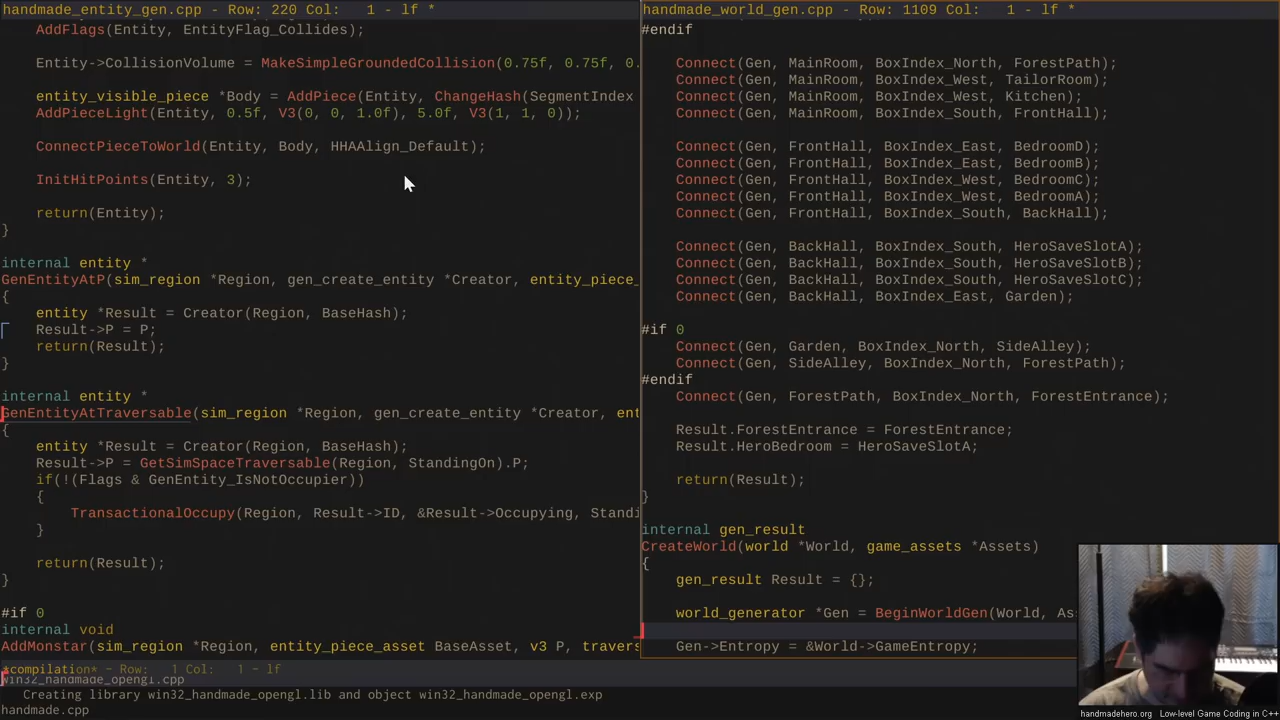 handmade_entity_gen.cpp - Row: 220 Col:   1 - lf *
AddFlags(Entity, EntityFlag_Collides);
Entity->CollisionVolume = MakeSimpleGroundedCollision(0.75f, 0.75f, 0.
entity_visible_piece *Body = AddPiece(Entity, ChangeHash(SegmentIndex
AddPieceLight(Entity, 0.5f, V3(0, 0, 1.0f), 5.0f, V3(1, 1, 0));
ConnectPieceToWorld(Entity, Body, HHAAlign_Default);
InitHitPoints(Entity, 3);
return(Entity);
}
internal entity *
GenEntityAtP(sim_region *Region, gen_create_entity *Creator, entity_piece_
{
entity *Result = Creator(Region, BaseHash);
Result->P = P;
return(Result);
}
internal entity *
GenEntityAtTraversable(sim_region *Region, gen_create_entity *Creator, ent
{
entity *Result = Creator(Region, BaseHash);
Result->P = GetSimSpaceTraversable(Region, StandingOn).P;
if(!(Flags & GenEntity_IsNotOccupier))
{
TransactionalOccupy(Region, Result->ID, &Result->Occupying, Standi
}
return(Result);
}
#if 0
internal void
AddMonstar(sim_region *Region, entity_piece_asset BaseAsset, v3 P, travers
handmade_world_gen.cpp - Row: 1109 Col:   1 - lf *
#endif
Connect(Gen, MainRoom, BoxIndex_North, ForestPath);
Connect(Gen, MainRoom, BoxIndex_West, TailorRoom);
Connect(Gen, MainRoom, BoxIndex_West, Kitchen);
Connect(Gen, MainRoom, BoxIndex_South, FrontHall);
Connect(Gen, FrontHall, BoxIndex_East, BedroomD);
Connect(Gen, FrontHall, BoxIndex_East, BedroomB);
Connect(Gen, FrontHall, BoxIndex_West, BedroomC);
Connect(Gen, FrontHall, BoxIndex_West, BedroomA);
Connect(Gen, FrontHall, BoxIndex_South, BackHall);
Connect(Gen, BackHall, BoxIndex_South, HeroSaveSlotA);
Connect(Gen, BackHall, BoxIndex_South, HeroSaveSlotB);
Connect(Gen, BackHall, BoxIndex_South, HeroSaveSlotC);
Connect(Gen, BackHall, BoxIndex_East, Garden);
#if 0
Connect(Gen, Garden, BoxIndex_North, SideAlley);
Connect(Gen, SideAlley, BoxIndex_North, ForestPath);
#endif
Connect(Gen, ForestPath, BoxIndex_North, ForestEntrance);
Result.ForestEntrance = ForestEntrance;
Result.HeroBedroom = HeroSaveSlotA;
return(Result);
}
internal gen_result
CreateWorld(world *World, game_assets *Assets)
{
gen_result Result = {};
world_generator *Gen = BeginWorldGen(World, As
Gen->Entropy = &World->GameEntropy;
*compilation* - Row:   1 Col:   1 - lf
win32_handmade_opengl.cpp
Creating library win32_handmade_opengl.lib and object win32_handmade_opengl.exp
handmade.cpp
handmadehero.org  Low-level Game Coding in C++